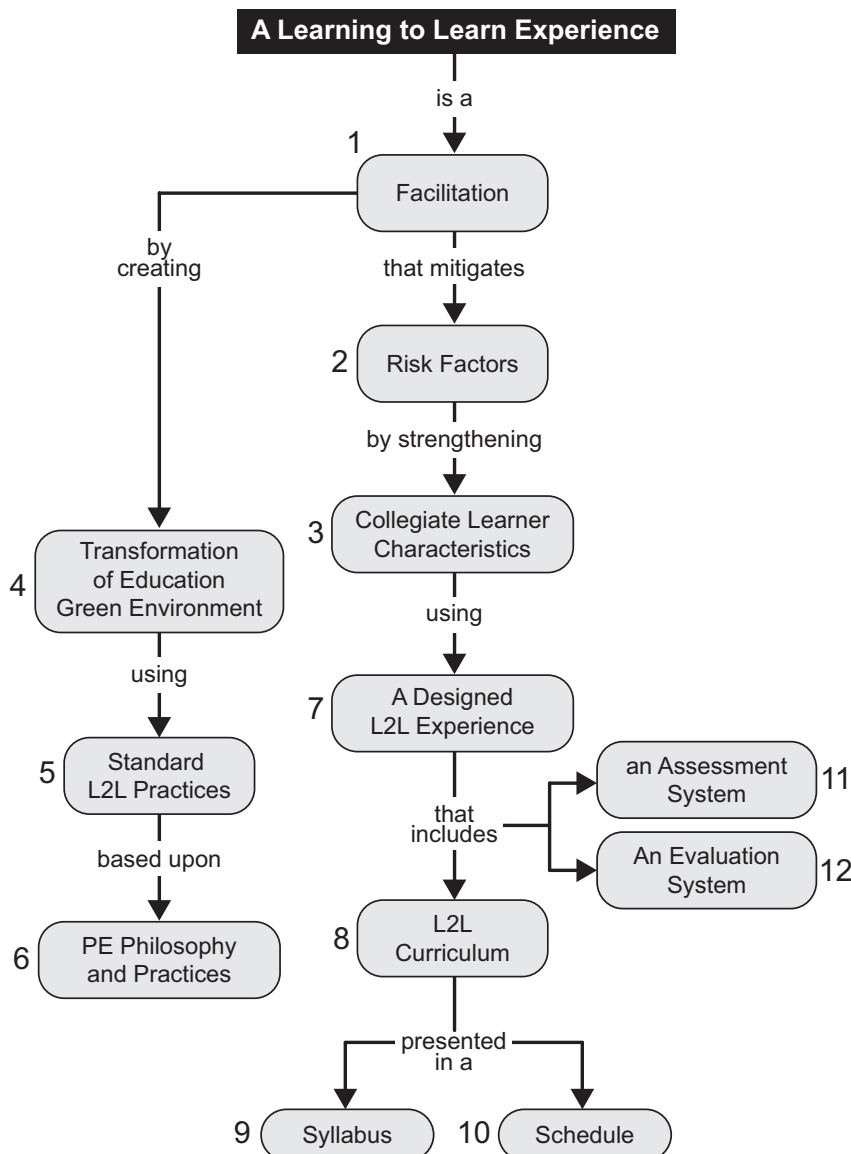 A Learning to Learn Experience
is a
1
Facilitation
by
creating
that mitigates
2
Risk Factors
by strengthening
3
Collegiate Learner
Characteristics
4
Transformation
of Education
Green Environment
using
using
7
A Designed
L2L Experience
5
Standard
L2L Practices
an Assessment
System
11
that
includes
based upon
An Evaluation
System
12
8
L2L
Curriculum
6
PE Philosophy
and Practices
presented
in a
9
Syllabus
10
Schedule